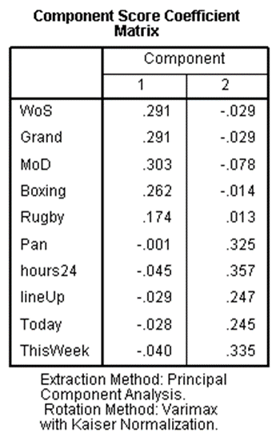 Component Score Coefficient
Matrix
Component
1 2
WoS .291 -.029
Grand .291 -.029
MoD .303 -.078
Boxing .262 -.014
Rugby .174 .013
Pan -.001 .325
hours24 -.045 .357
lineUp -.029 .247
Today -.028 .245
ThisWeek -.040 .335
Extraction Method: Principal
Component Analysis.
Rotation Method: Varimax
with Kaiser Normalization.